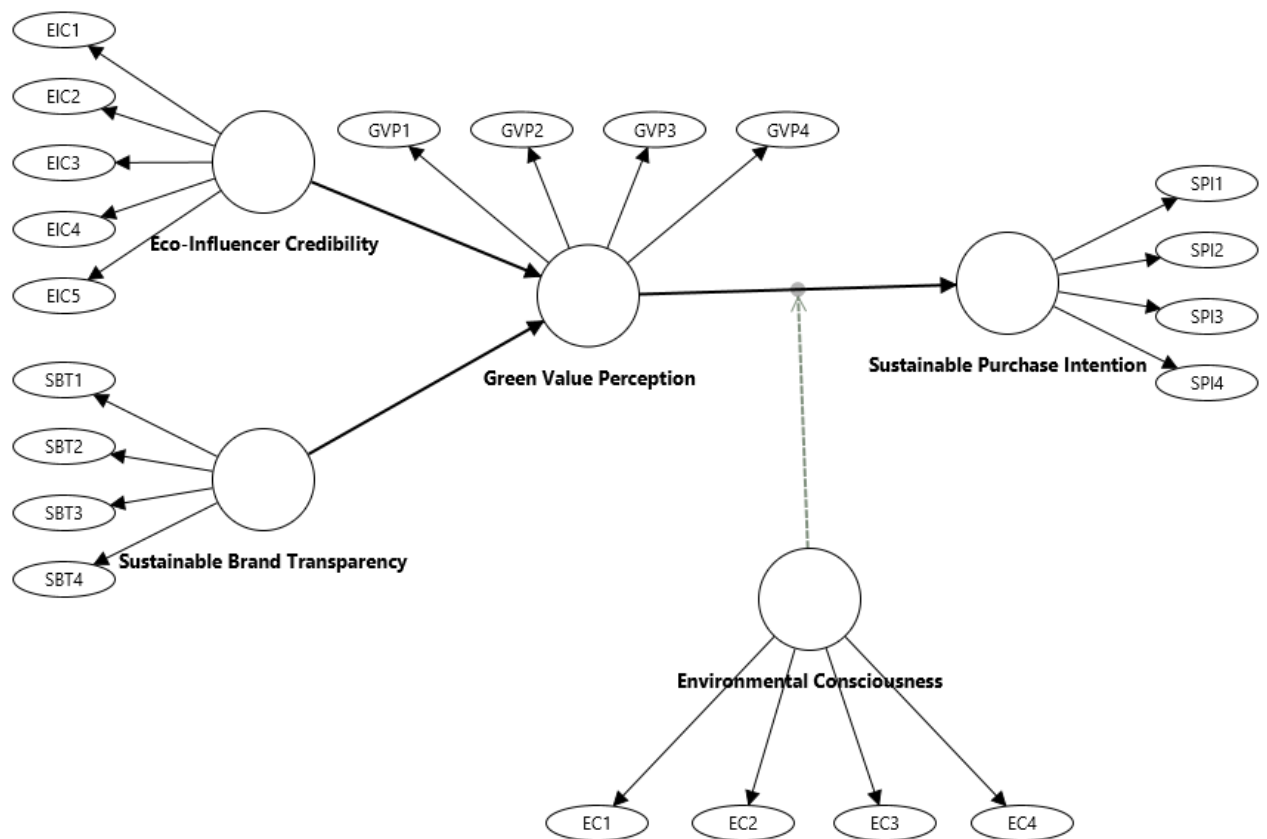 EIC1
EIC2
EIC3
EIC4
EIC5
Eco-Influencer Credibility
GVP1
GVP2
GVP3
GVP4
Green Value Perception
SPI1
SPI2
SPI3
SPI4
Sustainable Purchase Intention
SBT1
SBT2
SBT3
SBT4
Sustainable Brand Transparency
Environmental Consciousness
EC1
EC2
EC3
EC4